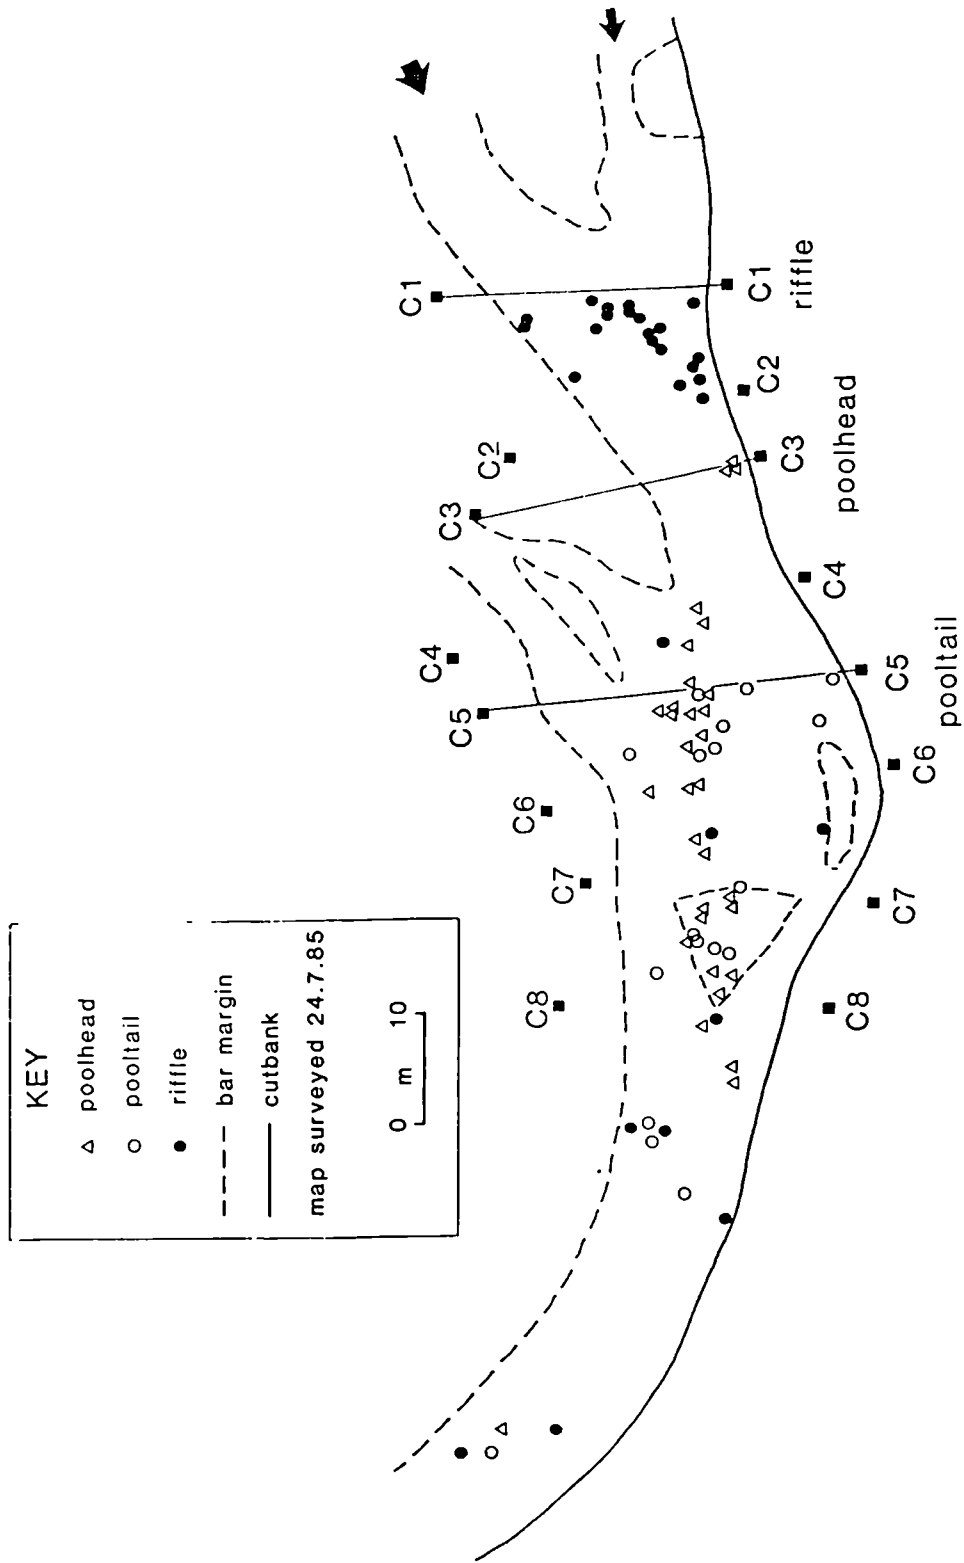 KEY
poolhead
pooltail
riffle
bar margin
cutbank
map surveyed 24.7.85
0 m 10
C1
C2
C3
C4
C5
C6
C7
C8
C1
riffle
C2
C3
poolhead
C4
C5
pooltail
C6
C7
C8